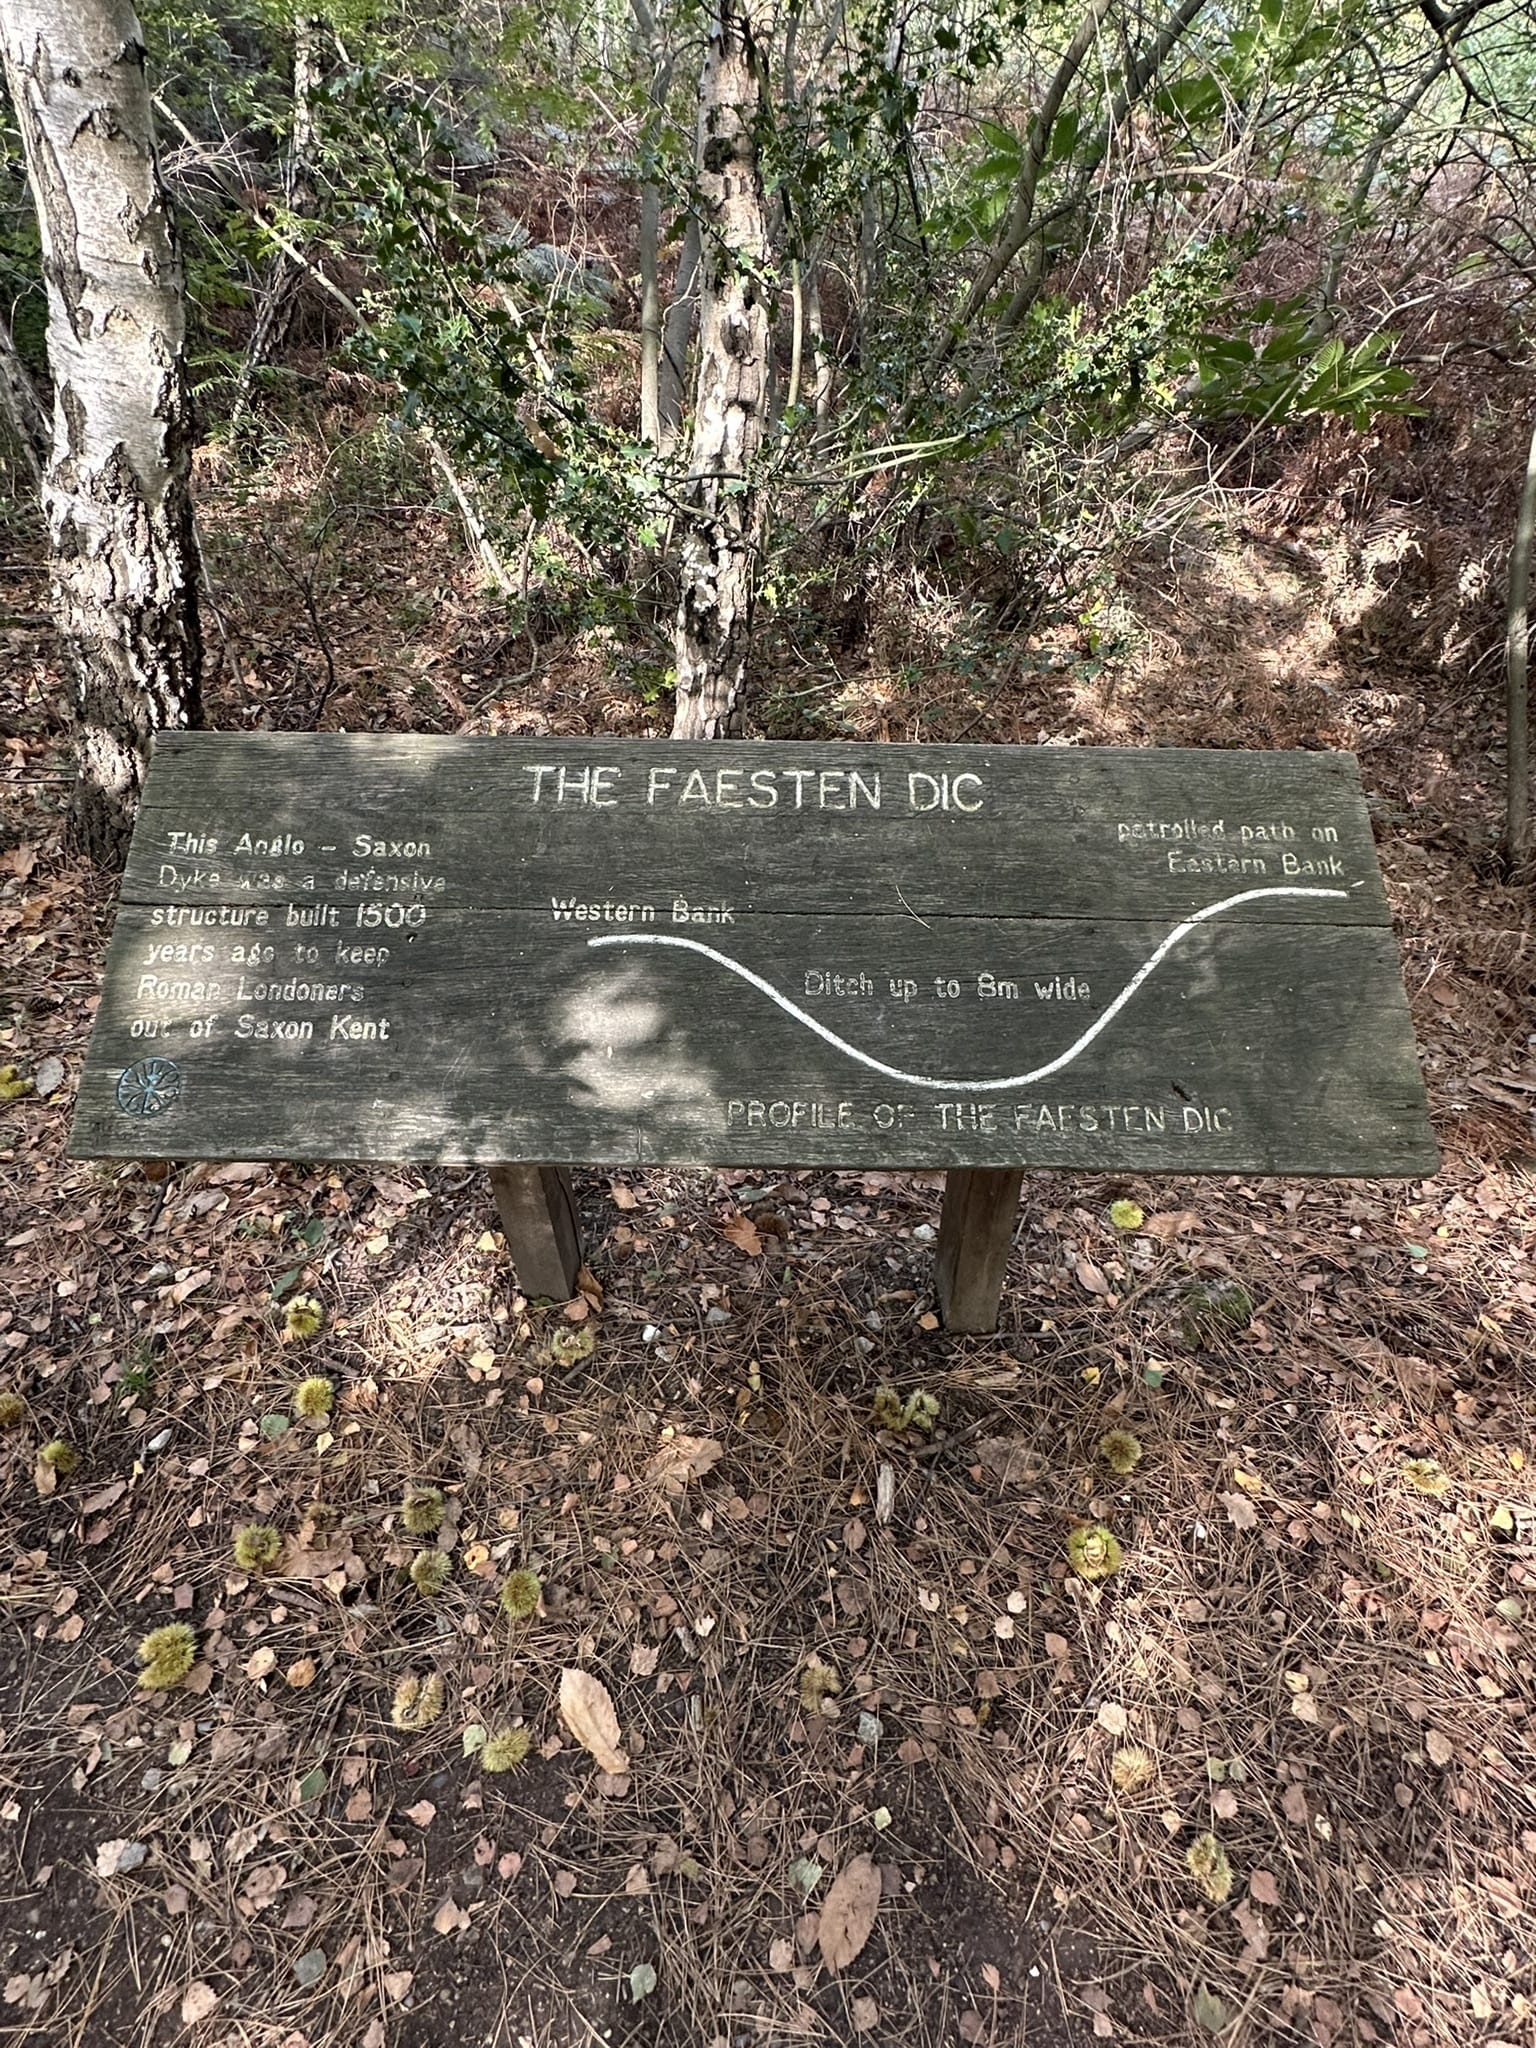 THE FAESTEN DIC
This Anglo - Saxon
Dyke was a defensive
structure built 1500
years ago to keep
Roman Londoners
out of Saxon Kent
Western Bank
patrolled path on
Eastern Bank
Ditch up to 8m wide
PROFILE OF THE FAESTEN DIC